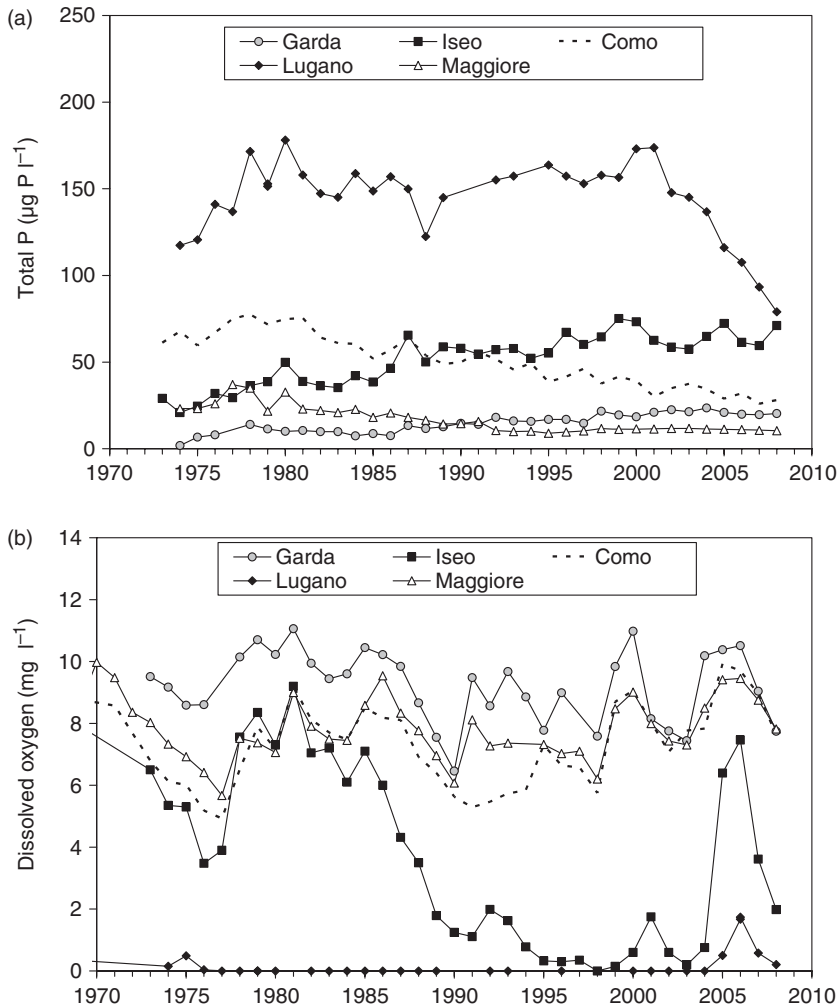 (a)
250
200
150
100
50
0
Total P (µg P l⁻¹)
Garda
Iseo
Como
Lugano
Maggiore
1970 1975 1980 1985 1990 1995 2000 2005 2010
(b)
14
12
10
8
6
4
2
0
Dissolved oxygen (mg l⁻¹)
Garda
Iseo
Como
Lugano
Maggiore
1970 1975 1980 1985 1990 1995 2000 2005 2010